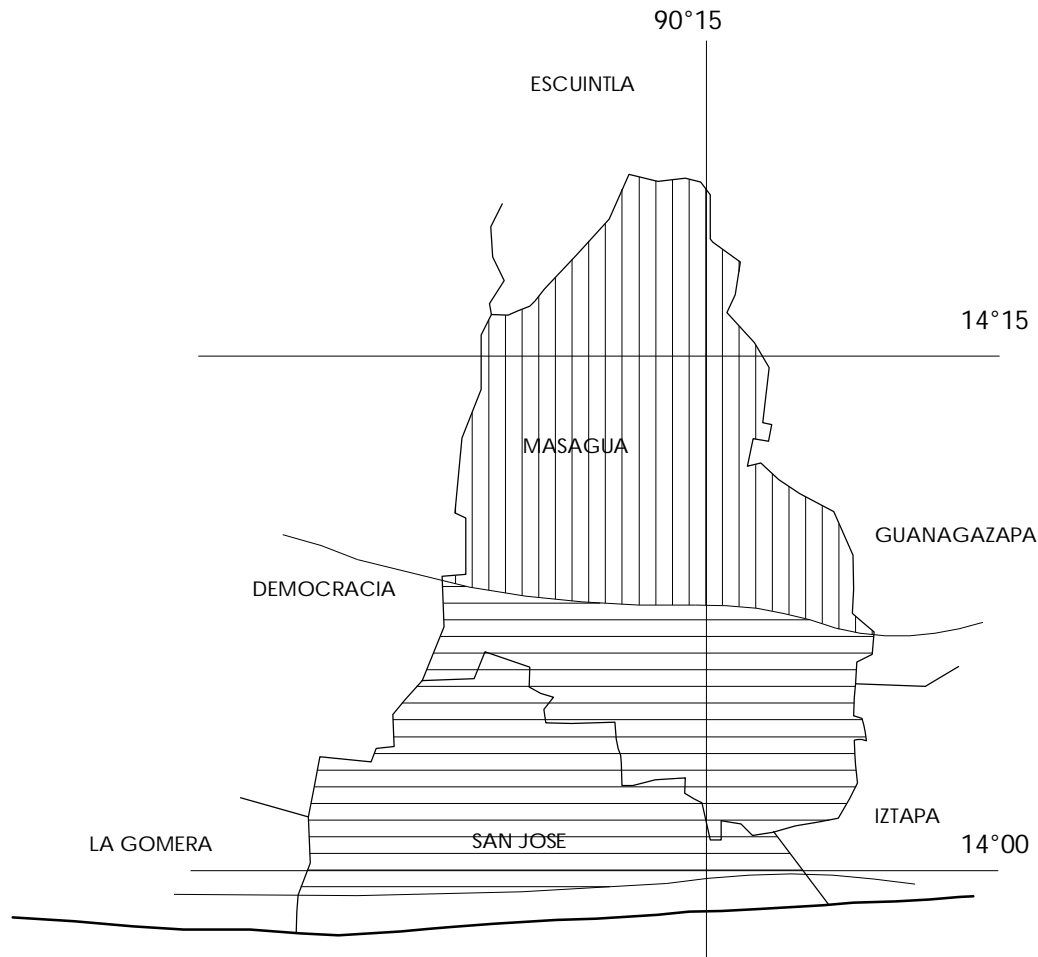 90°15
ESCUINTLA
14°15
MASAGUA
GUANAGAZAPA
DEMOCRACIA
IZTAPA
SAN JOSE
LA GOMERA
14°00